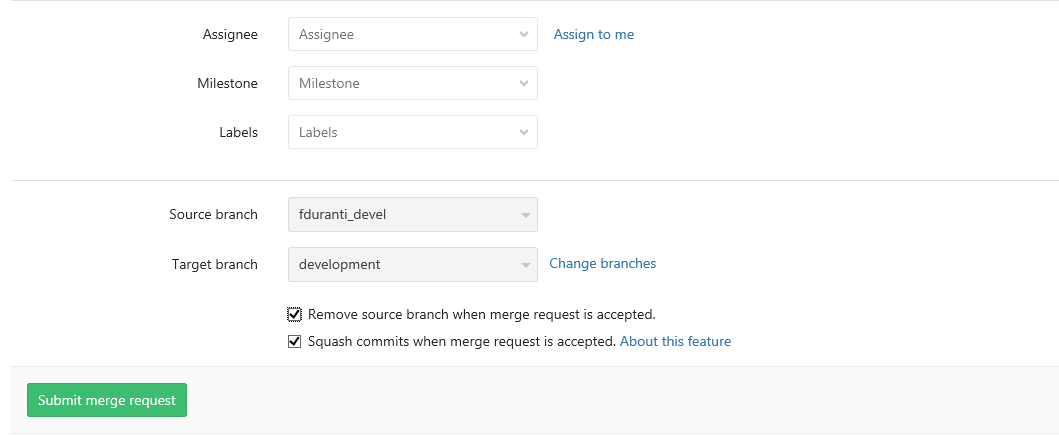 Assignee Assignee Assign to me
Milestone Milestone
Labels Labels
Source branch fduranti_devel
Target branch development Change branches
Remove source branch when merge request is accepted.
Squash commits when merge request is accepted. About this feature
Submit merge request